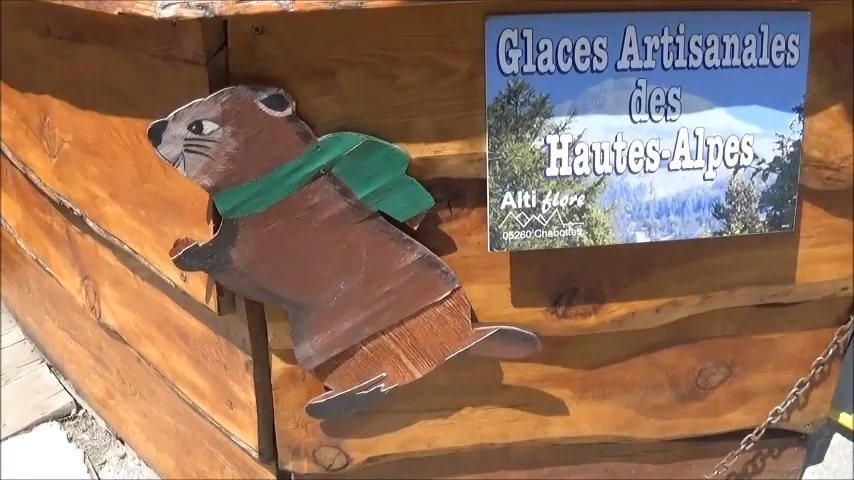 Glaces Artisanales
des
Hautes-Alpes
Alti flore
05260 Chabottes